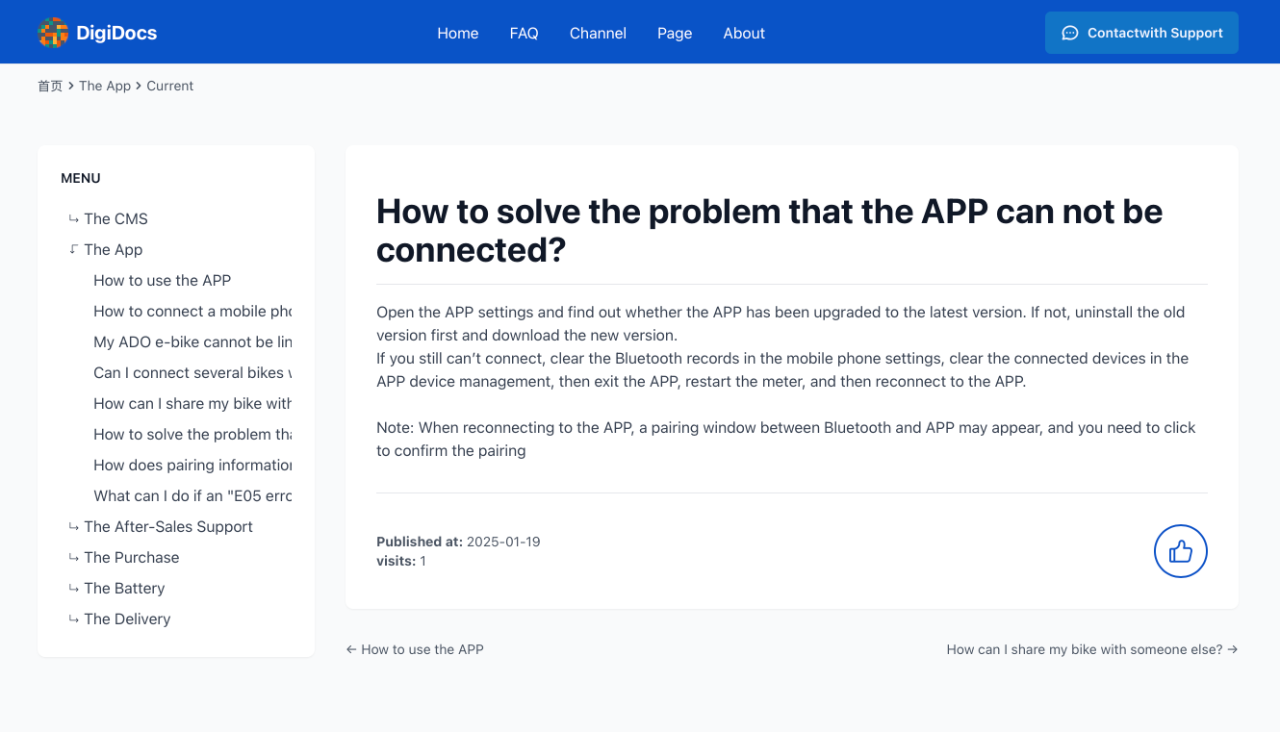 DigiDocs
Home
FAQ
Channel
Page
About
Contactwith Support
首页 > The App > Current
MENU
The CMS
The App
How to use the APP
How to connect a mobile pho
My ADO e-bike cannot be lin
Can I connect several bikes
How can I share my bike with
How to solve the problem tha
How does pairing information
What can I do if an "E05 erro
The After-Sales Support
The Purchase
The Battery
The Delivery
How to solve the problem that the APP can not be
connected?
Open the APP settings and find out whether the APP has been upgraded to the latest version. If not, uninstall the old
version first and download the new version.
If you still can’t connect, clear the Bluetooth records in the mobile phone settings, clear the connected devices in the
APP device management, then exit the APP, restart the meter, and then reconnect to the APP.
Note: When reconnecting to the APP, a pairing window between Bluetooth and APP may appear, and you need to click
to confirm the pairing
Published at: 2025-01-19
visits: 1
← How to use the APP
How can I share my bike with someone else? →